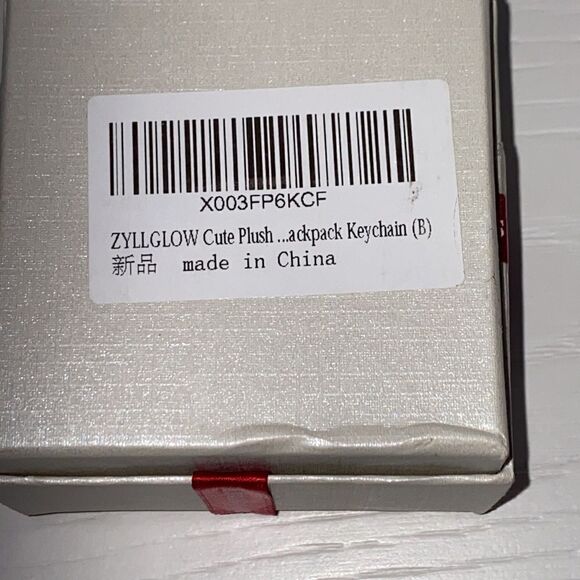 X003FP6KCF
ZYLLGLOW Cute Plush ...ackpack Keychain (B)
新品 made in China